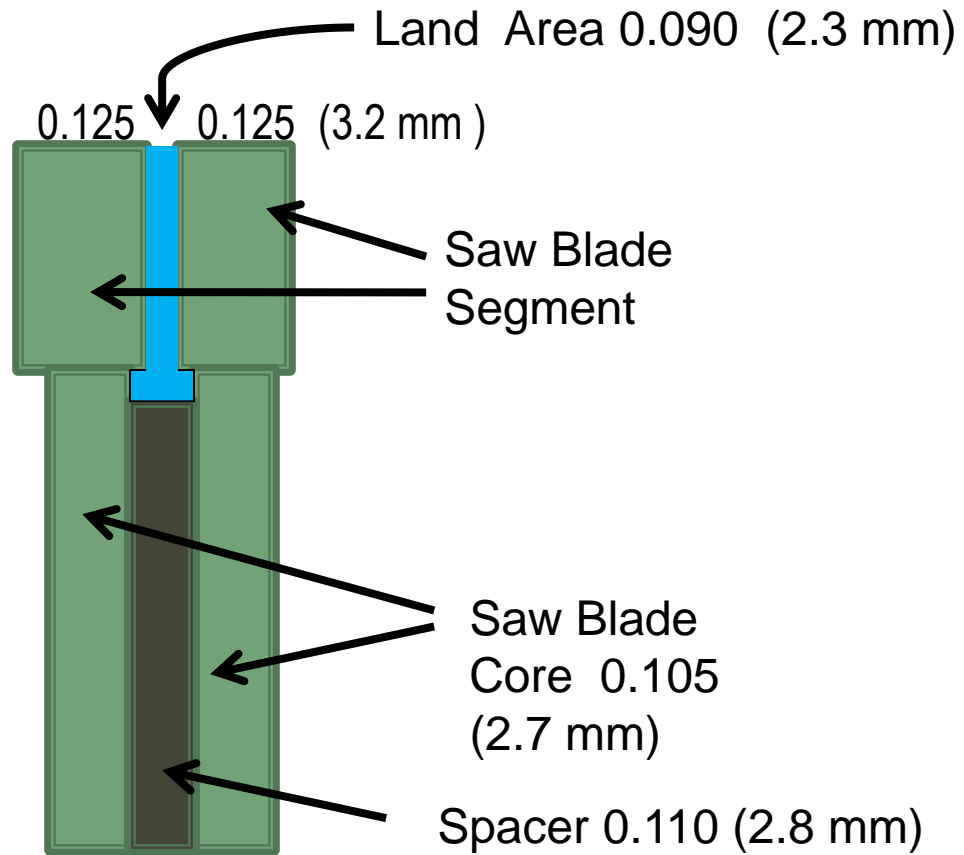 Land Area 0.090 (2.3 mm)
0.125 0.125 (3.2 mm )
Saw Blade
Segment
Saw Blade
Core 0.105
(2.7 mm)
Spacer 0.110 (2.8 mm)